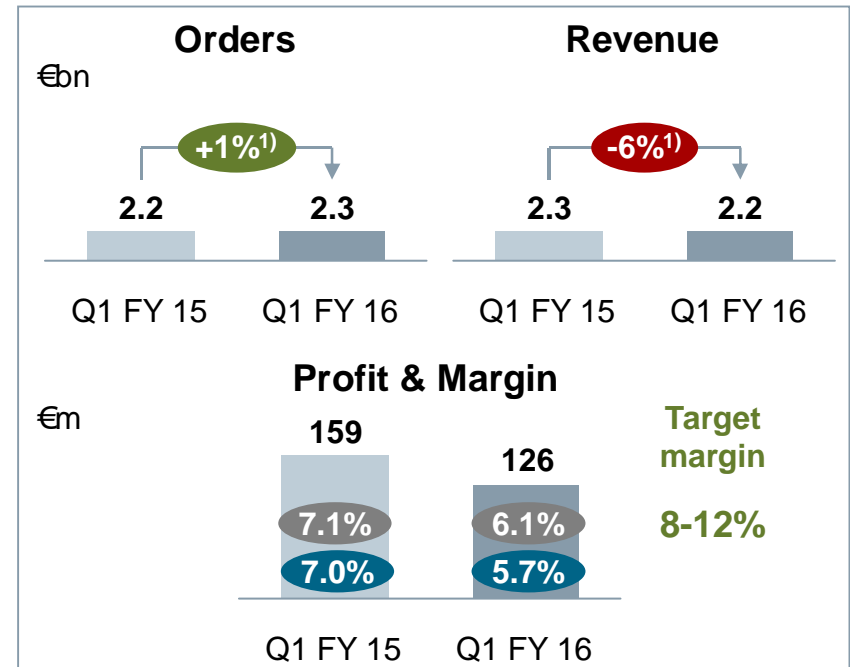 Orders
Revenue
€bn
+1%1)
-6%1)
2.2
2.3
2.3
2.2
Q1 FY 15
Q1 FY 16
Q1 FY 15
Q1 FY 16
Profit & Margin
€m
Target
margin
159
126
7.1%
6.1%
8-12%
7.0%
5.7%
Q1 FY 15
Q1 FY 16